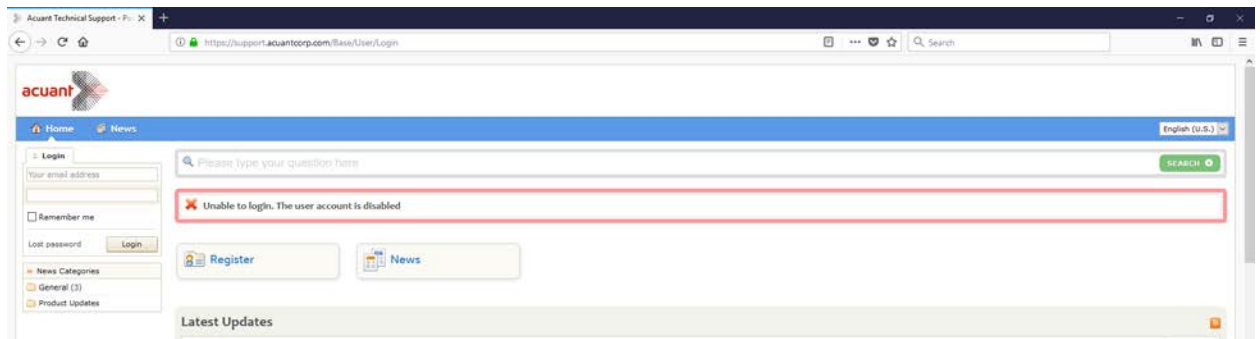 Acuant Technical Support - Po
https://support.acuantcorp.com/Base/User/Login
Search
acuant
Home
News
English (U.S.)
Login
Your email address
Remember me
Lost password
Login
News Categories
General (3)
Product Updates
Please type your question here
SEARCH
Unable to login. The user account is disabled
Register
News
Latest Updates